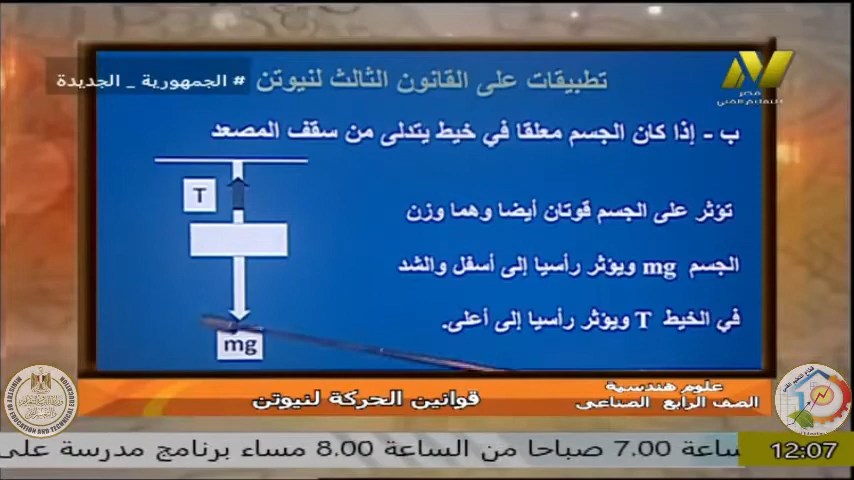 # الجمهورية _ الجديدة
تطبيقات على القانون الثالث لنيوتن
مصر
التعليم الفني
ب - إذا كان الجسم معلقا في خيط يتدلى من سقف المصعد
T
تؤثر على الجسم قوتان أيضا وهما وزن
الجسم mg ويؤثر رأسيا إلى أسفل والشد
في الخيط T ويؤثر رأسيا إلى أعلى.
mg
علوم هندسية
الصف الرابع الصناعى
قوانين الحركة لنيوتن
ساعة 7.00 صباحا من الساعة 8.00 مساء برنامج مدرسة على
12:07